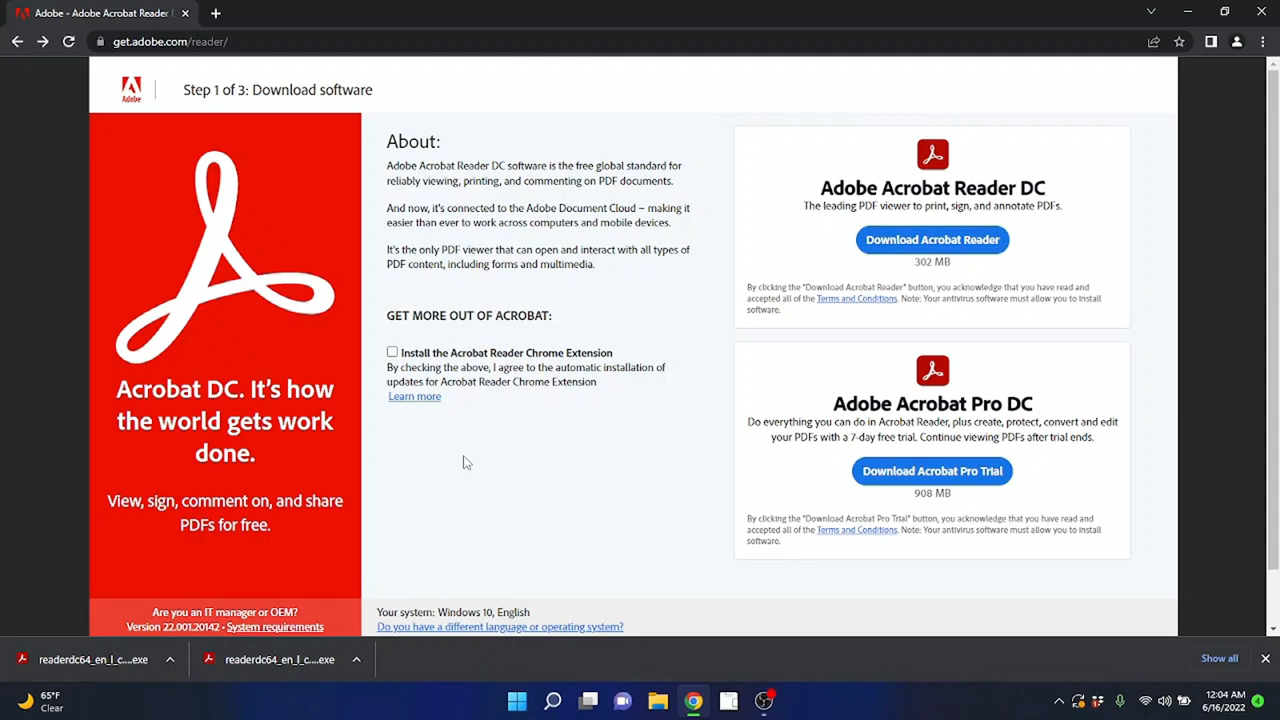 Adobe - Adobe Acrobat Reader
get.adobe.com/reader/
Adobe
Step 1 of 3: Download software
Acrobat DC. It's how
the world gets work
done.
View, sign, comment on, and share
PDFs for free.
Are you an IT manager or OEM?
Version 22.001.20142 • System requirements
About:
Adobe Acrobat Reader DC software is the free global standard for
reliably viewing, printing, and commenting on PDF documents.
And now, it's connected to the Adobe Document Cloud – making it
easier than ever to work across computers and mobile devices.
It's the only PDF viewer that can open and interact with all types of
PDF content, including forms and multimedia.
GET MORE OUT OF ACROBAT:
Install the Acrobat Reader Chrome Extension
By checking the above, I agree to the automatic installation of
updates for Acrobat Reader Chrome Extension
Learn more
Your system: Windows 10, English
Do you have a different language or operating system?
Adobe Acrobat Reader DC
The leading PDF viewer to print, sign, and annotate PDFs.
Download Acrobat Reader
302 MB
By clicking the "Download Acrobat Reader" button, you acknowledge that you have read and
accepted all of the Terms and Conditions. Note: Your antivirus software must allow you to install
software.
Adobe Acrobat Pro DC
Do everything you can do in Acrobat Reader, plus create, protect, convert and edit
your PDFs with a 7-day free trial. Continue viewing PDFs after trial ends.
Download Acrobat Pro Trial
908 MB
By clicking the "Download Acrobat Pro Trial" button, you acknowledge that you have read and
accepted all of the Terms and Conditions. Note: Your antivirus software must allow you to install
software.
readerdc64_en_l_c....exe
readerdc64_en_l_c....exe
Show all
65°F
Clear
12:04 AM
6/16/2022
4